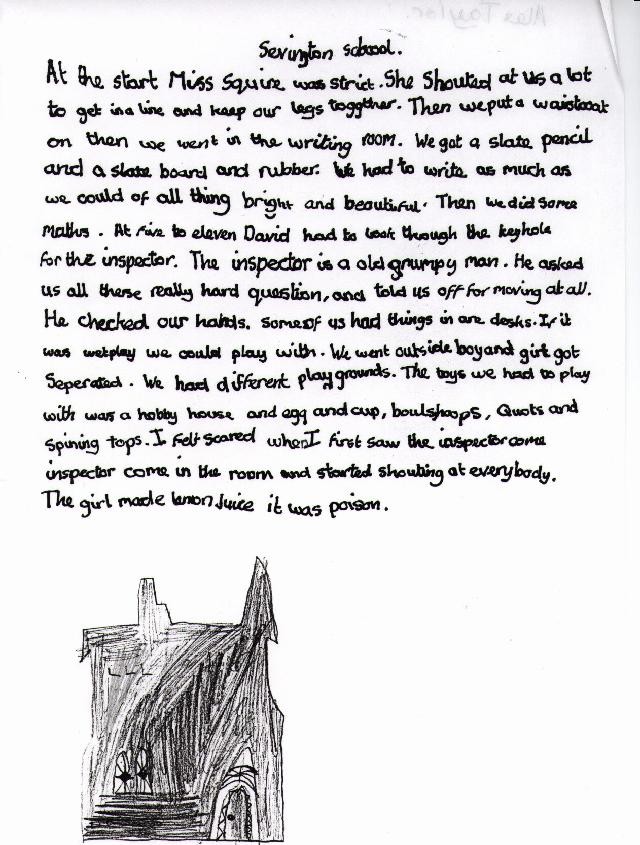 Alex Taylor.
Sevington school.
At the start Miss Squire was strict. She Shouted at us a lot
to get in a line and keep our legs toggther. Then we put a waistcoat
on then we went in the writing room. We got a slate pencil
and a slate board and rubber. We had to write as much as
we could of all thing bright and beautiful. Then we did some
Maths. At five to eleven David had to look through the keyhole
for the inspector. The inspector is a old grumpy man. He asked
us all these really hard question, and told us off for moving at all.
He checked our hands. Some of us had things in are desks. If it
was wetplay we could play with. We went outside boy and girl got
Seperated. We had different playgrounds. The toys we had to play
with was a hobby house and egg and cup, boulshoops, Quots and
spining tops. I felt scared when I first saw the inspector come
inspector come in the room and started shouting at everybody.
The girl made lemon Juice it was poison.